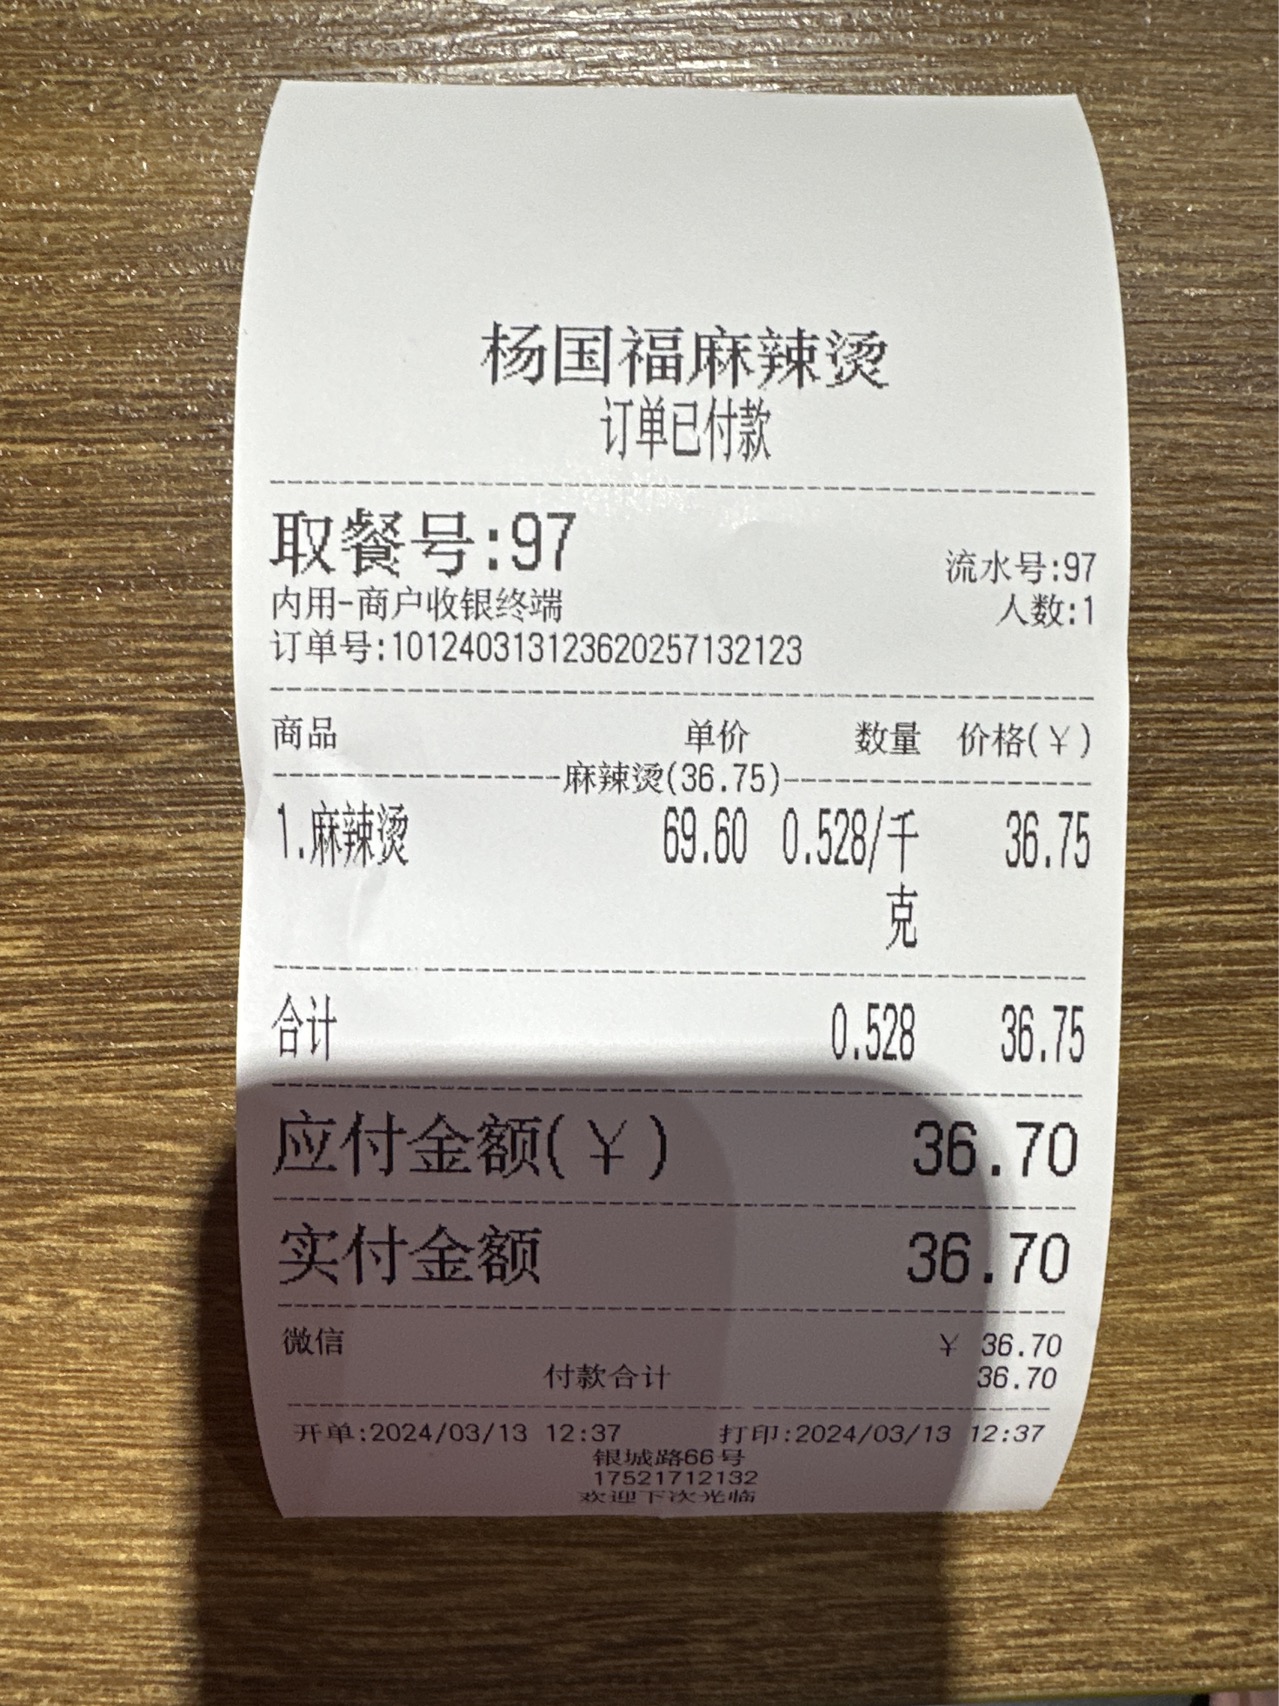 杨国福麻辣烫
订单已付款
取餐号:97
流水号:97
内用-商户收银终端
人数:1
订单号:101240313123620257132123
商品 单价 数量 价格(¥)
麻辣烫(36.75)
1.麻辣烫 69.60 0.528/千 36.75
克
合计 0.528 36.75
应付金额(¥) 36.70
实付金额 36.70
微信 ¥ 36.70
付款合计 36.70
开单:2024/03/13 12:37 打印:2024/03/13 12:37
银城路66号
17521712132
欢迎下次光临